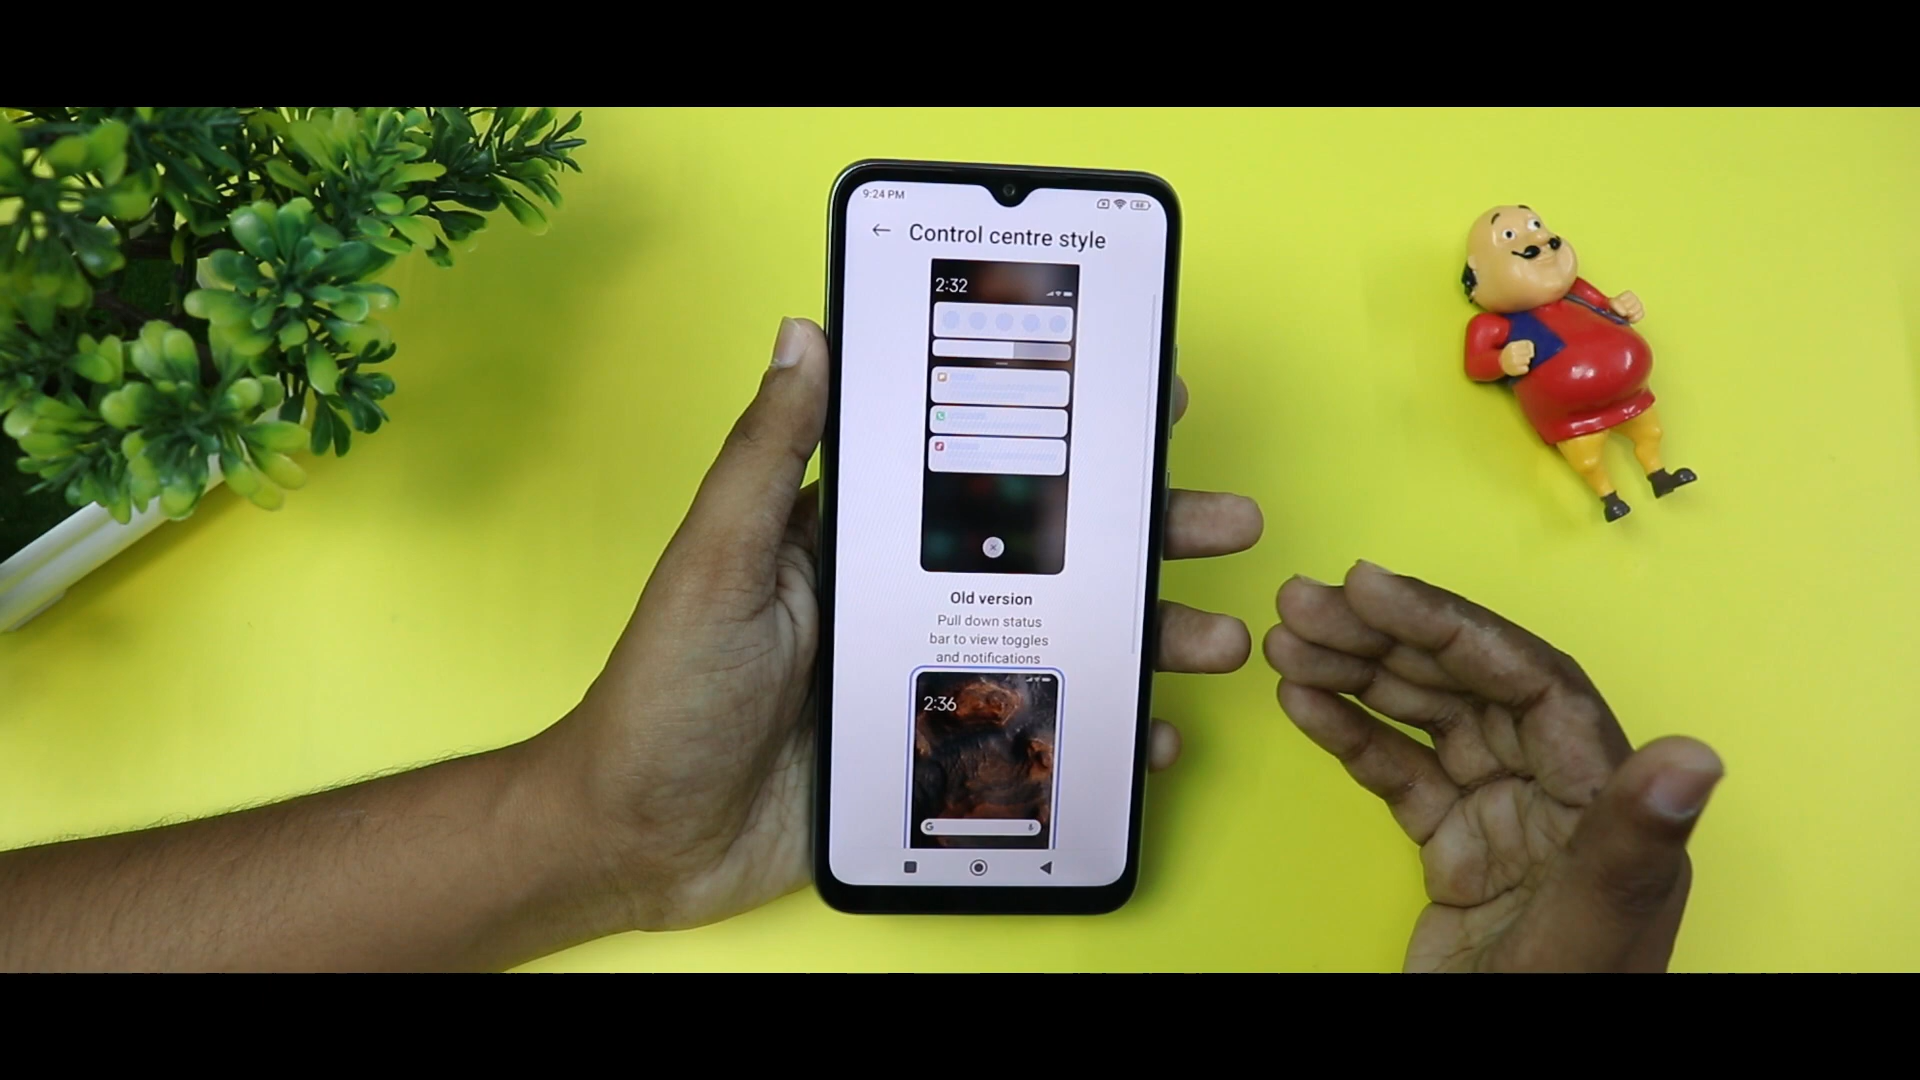 9:24 PM
Control centre style
2:32
Old version
Pull down status
bar to view toggles
and notifications
2:36
G